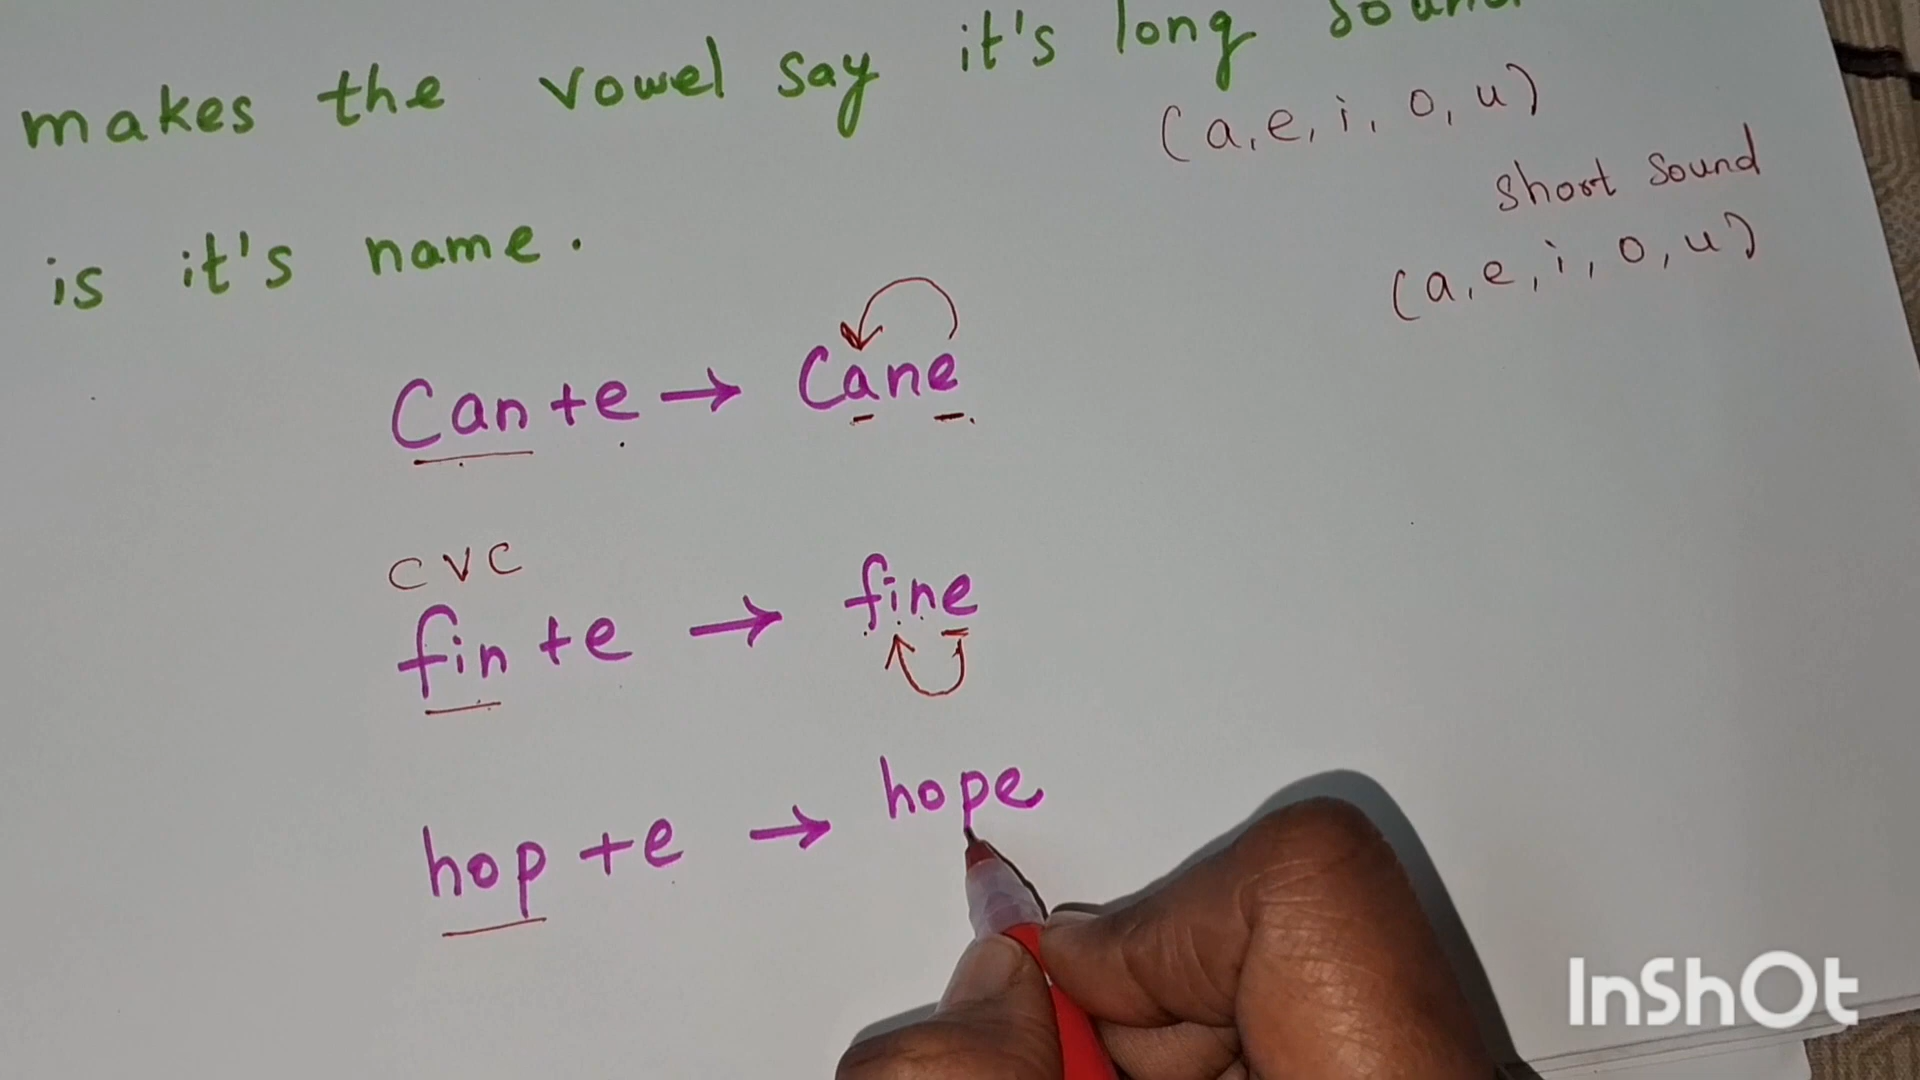 makes the vowel say it's long sound
(a, e, i, o, u)
short sound
is it's name.
(a, e, i, o, u)
Can + e → Cane
CVC
fin + e → fine
hop + e → hope
InShOt